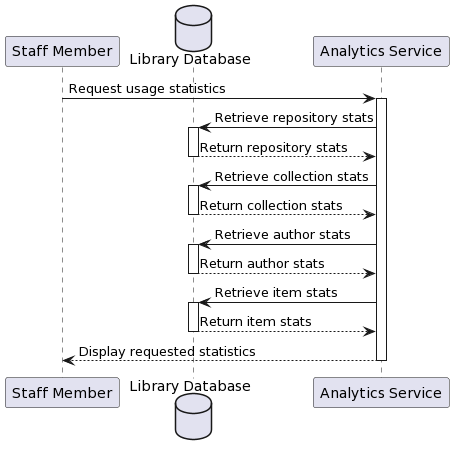 Staff Member
Library Database
Analytics Service
Request usage statistics
Retrieve repository stats
Return repository stats
Retrieve collection stats
Return collection stats
Retrieve author stats
Return author stats
Retrieve item stats
Return item stats
Display requested statistics
Staff Member
Library Database
Analytics Service